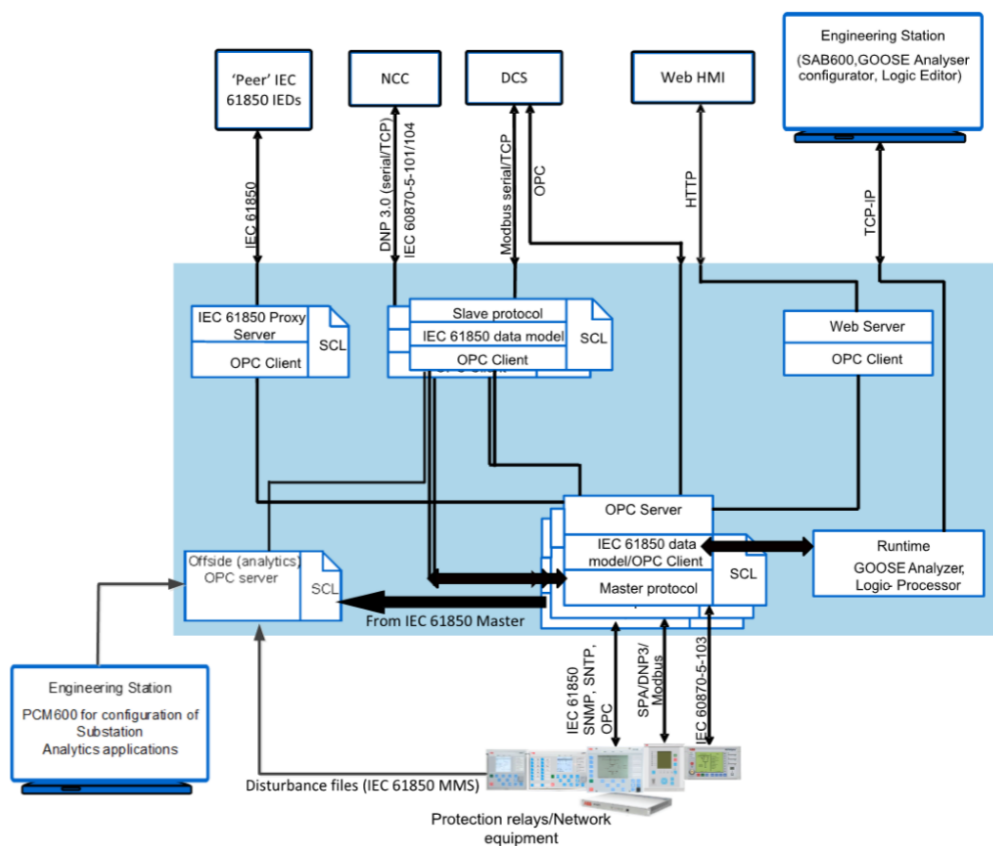 Engineering Station
(SAB600,GOOSE Analyser
configurator, Logic Editor)
‘Peer’ IEC
61850 IEDs
NCC
DCS
Web HMI
IEC 61850
DNP 3.0 (serial/TCP)
IEC 60870-5-101/104
Modbus serial/TCP
OPC
HTTP
TCP-IP
IEC 61850 Proxy
Server
OPC Client
SCL
Slave protocol
IEC 61850 data model
OPC Client
SCL
OPC Client
Web Server
OPC Client
OPC Server
IEC 61850 data
model/OPC Client
Master protocol
SCL
Runtime
GOOSE Analyzer,
Logic- Processor
Offside (analytics)
OPC server
SCL
From IEC 61850 Master
Engineering Station
PCM600 for configuration of
Substation
Analytics applications
IEC 61850
SNMP, SNTP,
OPC
SPA/DNP3/
Modbus
IEC 60870-5-103
Disturbance files (IEC 61850 MMS)
Protection relays/Network
equipment